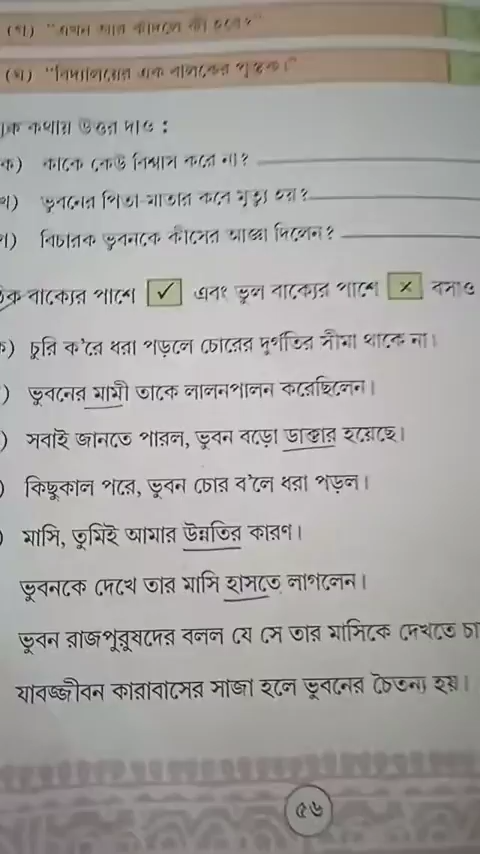 (গ) "এখন আর কাঁদলে কী হবে?"
(ঘ) "বিদ্যালয়ের এক বালকের পুস্তক।"
এক কথায় উত্তর দাও :
ক) কাকে কেউ বিশ্বাস করে না?
খ) ভুবনের পিতা-মাতার কবে মৃত্যু হয়?
গ) বিচারক ভুবনকে কীসের আজ্ঞা দিলেন?
ঠিক বাক্যের পাশে ✓ এবং ভুল বাক্যের পাশে × বসাও
ক) চুরি ক'রে ধরা পড়লে চোরের দুর্গতির সীমা থাকে না।
) ভুবনের মামী তাকে লালনপালন করেছিলেন।
) সবাই জানতে পারল, ভুবন বড়ো ডাক্তার হয়েছে।
) কিছুকাল পরে, ভুবন চোর ব'লে ধরা পড়ল।
) মাসি, তুমিই আমার উন্নতির কারণ।
ভুবনকে দেখে তার মাসি হাসতে লাগলেন।
ভুবন রাজপুরুষদের বলল যে সে তার মাসিকে দেখতে চা
যাবজ্জীবন কারাবাসের সাজা হলে ভুবনের চৈতন্য হয়।
৫৬